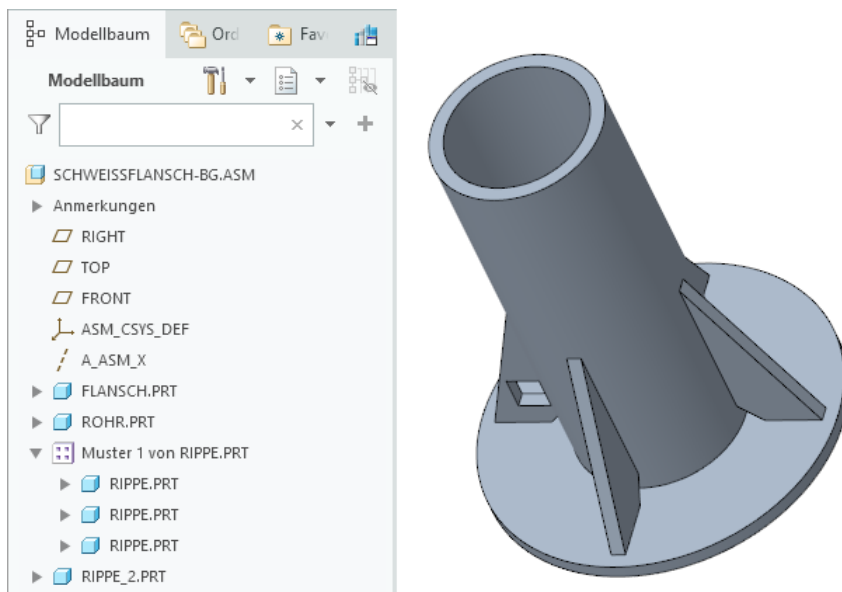 Modellbaum Ord Fav
Modellbaum
SCHWEISSFLANSCH-BG.ASM
Anmerkungen
RIGHT
TOP
FRONT
ASM_CSYS_DEF
A_ASM_X
FLANSCH.PRT
ROHR.PRT
Muster 1 von RIPPE.PRT
RIPPE.PRT
RIPPE.PRT
RIPPE.PRT
RIPPE_2.PRT